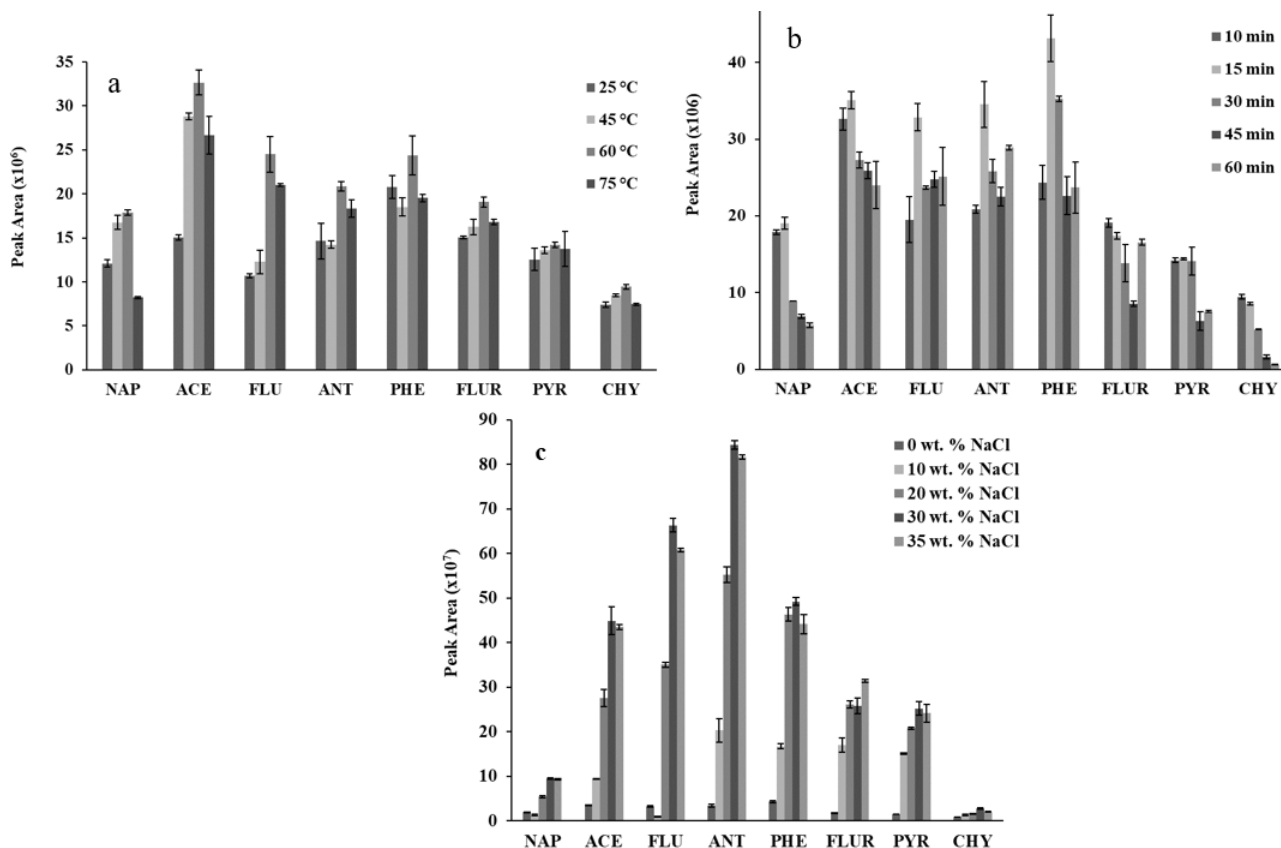 a
35
30
25
20
15
10
5
0
Peak Area (x10⁶)
25 °C
45 °C
60 °C
75 °C
NAP ACE FLU ANT PHE FLUR PYR CHY
b
40
30
20
10
0
Peak Area (x106)
10 min
15 min
30 min
45 min
60 min
NAP ACE FLU ANT PHE FLUR PYR CHY
c
90
80
70
60
50
40
30
20
10
0
Peak Area (x10⁷)
0 wt. % NaCl
10 wt. % NaCl
20 wt. % NaCl
30 wt. % NaCl
35 wt. % NaCl
NAP ACE FLU ANT PHE FLUR PYR CHY